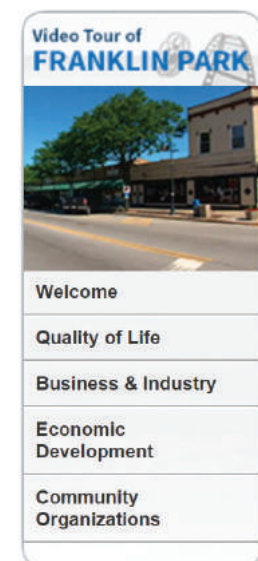 Video Tour of
FRANKLIN PARK
Welcome
Quality of Life
Business & Industry
Economic
Development
Community
Organizations